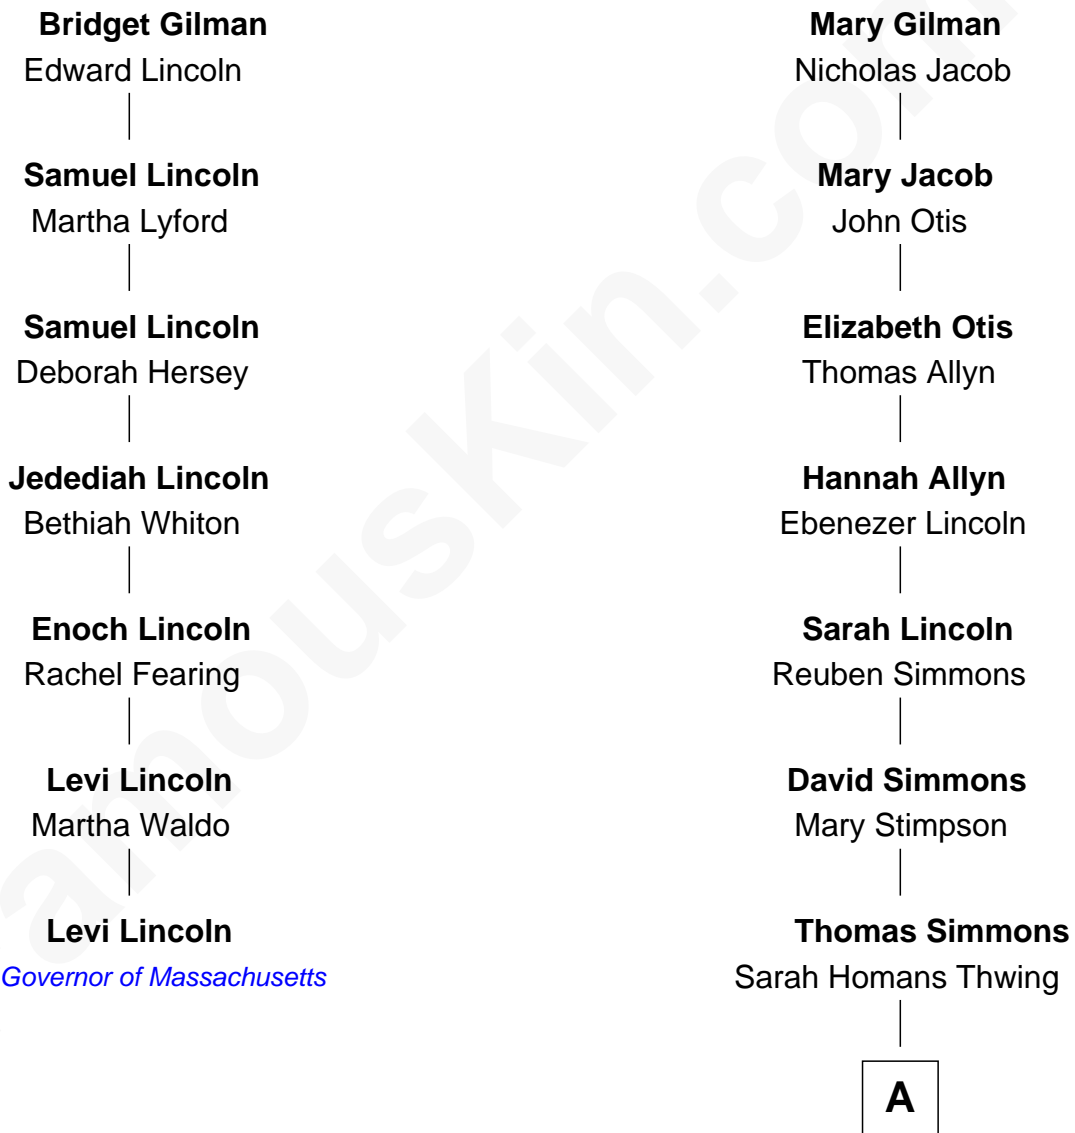 Bridget Gilman
Edward Lincoln
Samuel Lincoln
Martha Lyford
Samuel Lincoln
Deborah Hersey
Jedediah Lincoln
Bethiah Whiton
Enoch Lincoln
Rachel Fearing
Levi Lincoln
Martha Waldo
Levi Lincoln
Governor of Massachusetts
Mary Gilman
Nicholas Jacob
Mary Jacob
John Otis
Elizabeth Otis
Thomas Allyn
Hannah Allyn
Ebenezer Lincoln
Sarah Lincoln
Reuben Simmons
David Simmons
Mary Stimpson
Thomas Simmons
Sarah Homans Thwing
A
amouskin.com